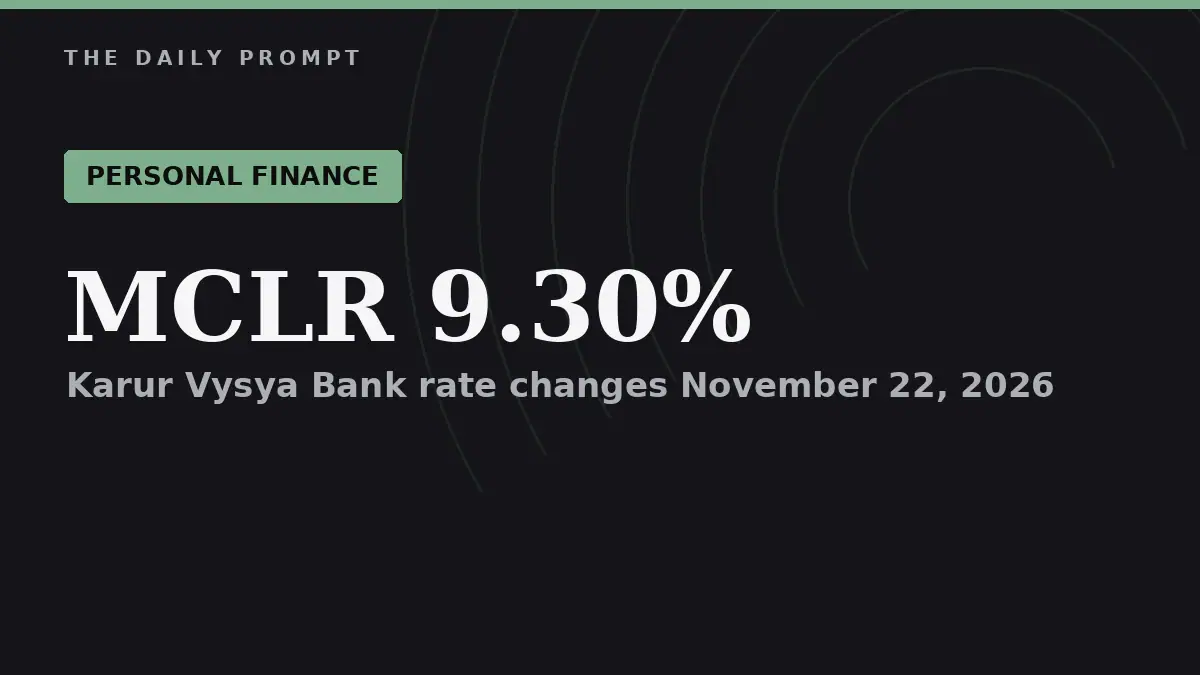 THE DAILY PROMPT
PERSONAL FINANCE
MCLR 9.30%
Karur Vysya Bank rate changes November 22, 2026